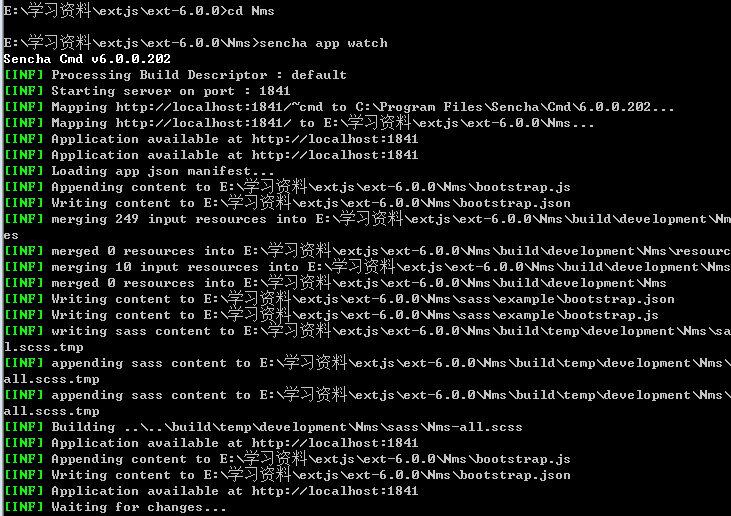 E:\学习资料\extjs\ext-6.0.0>cd Nms
E:\学习资料\extjs\ext-6.0.0\Nms>sencha app watch
Sencha Cmd v6.0.0.202
[INF] Processing Build Descriptor : default
[INF] Starting server on port : 1841
[INF] Mapping http://localhost:1841/~cmd to C:\Program Files\Sencha\Cmd\6.0.0.202...
[INF] Mapping http://localhost:1841/ to E:\学习资料\extjs\ext-6.0.0\Nms...
[INF] Application available at http://localhost:1841
[INF] Application available at http://localhost:1841
[INF] Loading app json manifest...
[INF] Appending content to E:\学习资料\extjs\ext-6.0.0\Nms\bootstrap.js
[INF] Writing content to E:\学习资料\extjs\ext-6.0.0\Nms\bootstrap.json
[INF] merging 249 input resources into E:\学习资料\extjs\ext-6.0.0\Nms\build\development\Nm
es
[INF] merged 0 resources into E:\学习资料\extjs\ext-6.0.0\Nms\build\development\Nms\resourc
[INF] merging 10 input resources into E:\学习资料\extjs\ext-6.0.0\Nms\build\development\Nms
[INF] merged 0 resources into E:\学习资料\extjs\ext-6.0.0\Nms\build\development\Nms
[INF] Writing content to E:\学习资料\extjs\ext-6.0.0\Nms\sass\example\bootstrap.json
[INF] Writing content to E:\学习资料\extjs\ext-6.0.0\Nms\sass\example\bootstrap.js
[INF] writing sass content to E:\学习资料\extjs\ext-6.0.0\Nms\build\temp\development\Nms\sa
l.scss.tmp
[INF] appending sass content to E:\学习资料\extjs\ext-6.0.0\Nms\build\temp\development\Nms\
all.scss.tmp
[INF] appending sass content to E:\学习资料\extjs\ext-6.0.0\Nms\build\temp\development\Nms\
all.scss.tmp
[INF] Building ..\..\build\temp\development\Nms\sass\Nms-all.scss
[INF] Application available at http://localhost:1841
[INF] Appending content to E:\学习资料\extjs\ext-6.0.0\Nms\bootstrap.js
[INF] Writing content to E:\学习资料\extjs\ext-6.0.0\Nms\bootstrap.json
[INF] Application available at http://localhost:1841
[INF] Waiting for changes...